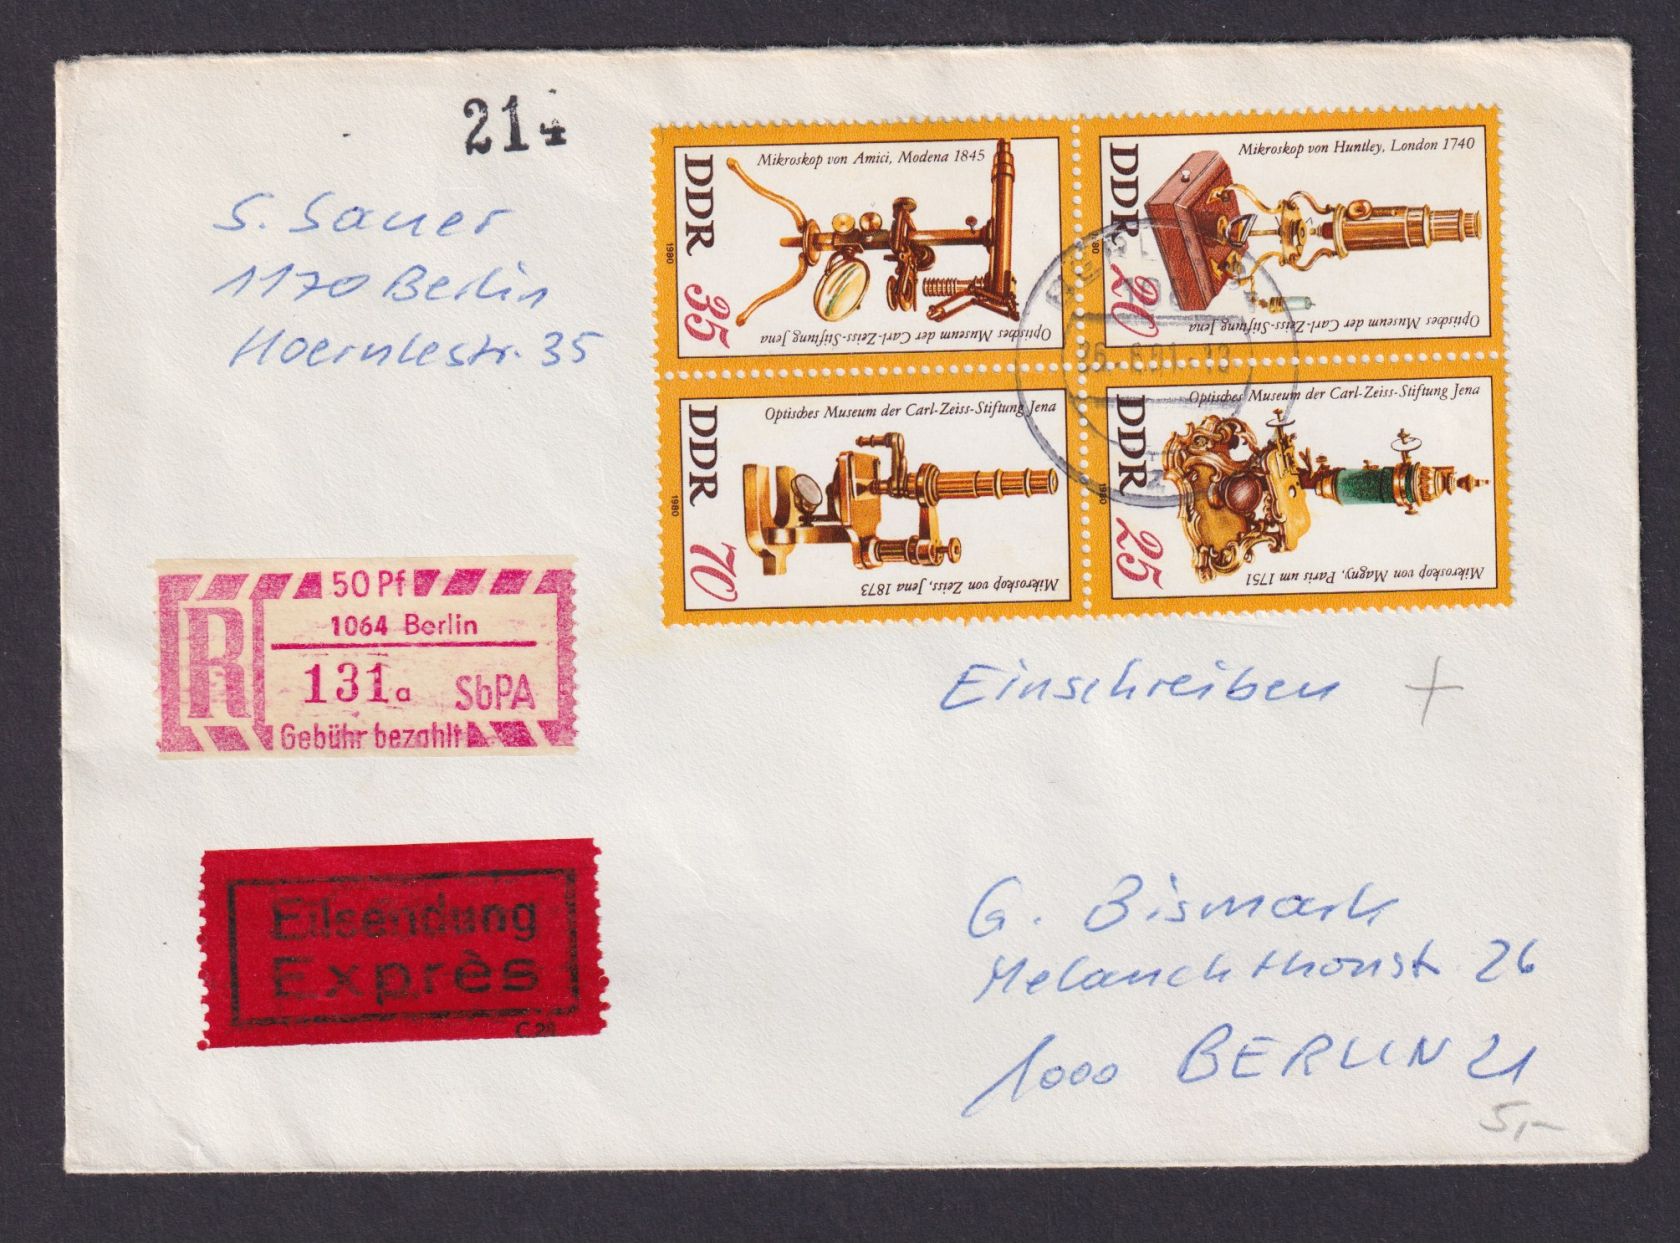 214
S. Sauer
1170 Berlin
Hoernlestr. 35
DDR
1980
35
Mikroskop von Amici, Modena 1845
Optisches Museum der Carl-Zeiss-Stiftung Jena
DDR
20
Mikroskop von Huntley, London 1740
Optisches Museum der Carl-Zeiss-Stiftung Jena
DDR
1980
70
Optisches Museum der Carl-Zeiss-Stiftung Jena
Mikroskop von Zeiss, Jena 1873
DDR
1980
25
Optisches Museum der Carl-Zeiss-Stiftung Jena
Mikroskop von Magny, Paris um 1751
50 Pf
R
1064 Berlin
131a SbPA
Gebühr bezahlt
Einschreiben
Eilsendung
Exprès
G. Bismark
Melanchthonstr. 26
1000 BERLIN 21
5,-